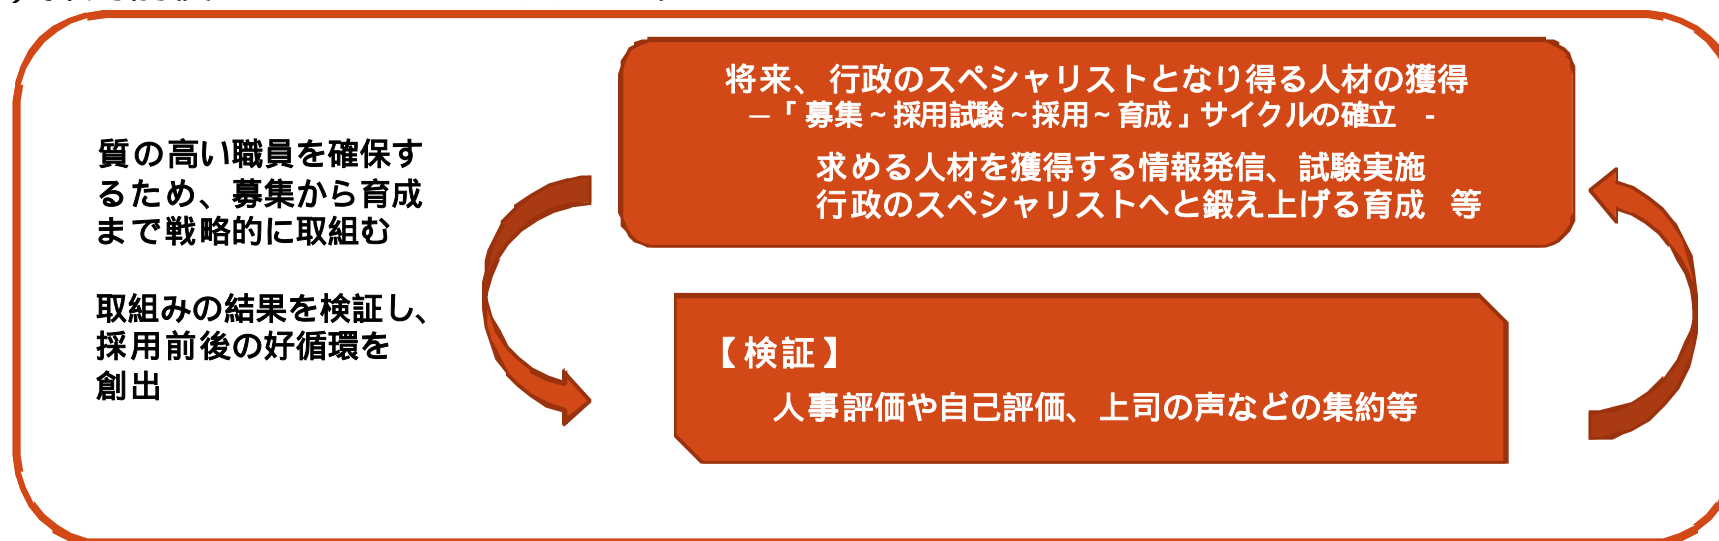 質の高い職員を確保す
るため、募集から育成
まで戦略的に取組む
取組みの結果を検証し、
採用前後の好循環を
創出
将来、行政のスペシャリストとなり得る人材の獲得
―「募集~採用試験~採用~育成」サイクルの確立 -
求める人材を獲得する情報発信、試験実施
行政のスペシャリストへと鍛え上げる育成 等
【検証】
人事評価や自己評価、上司の声などの集約等